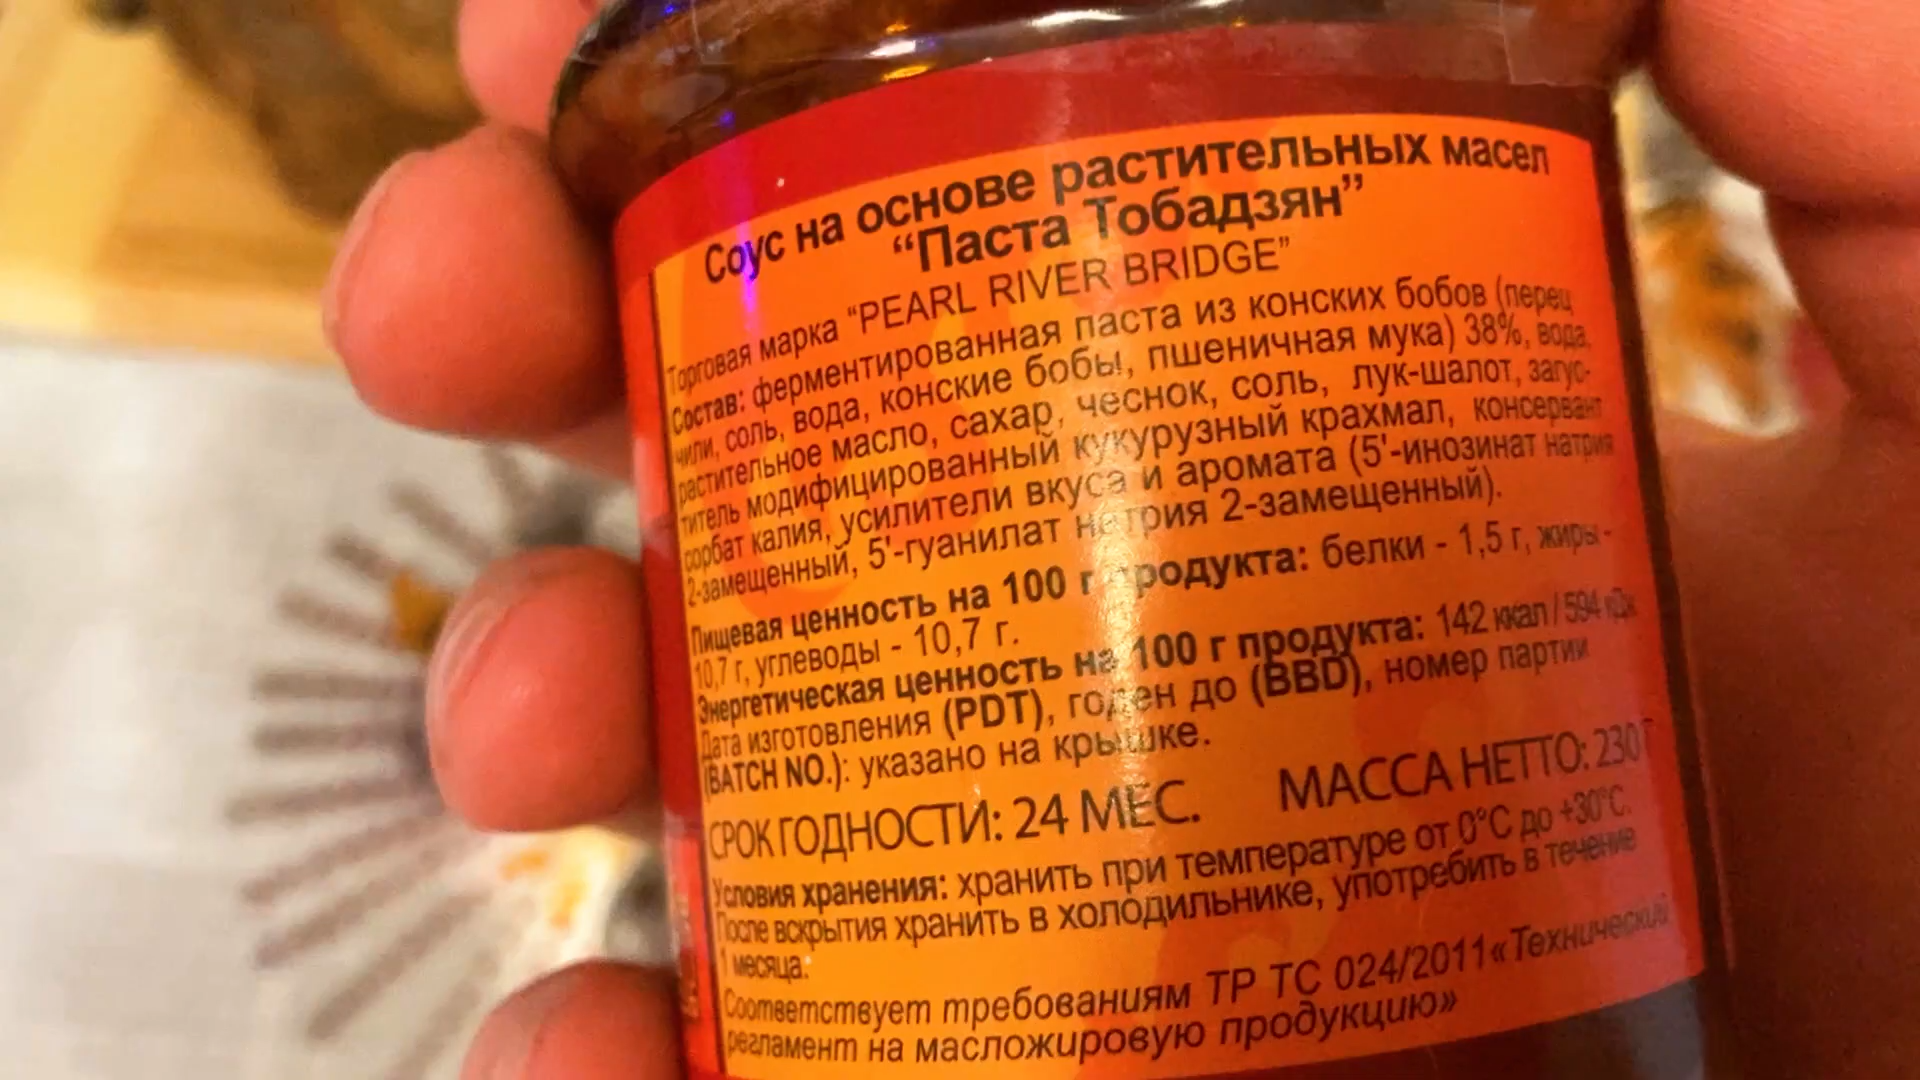 Соус на основе растительных масел
“Паста Тобадзян”
Торговая марка “PEARL RIVER BRIDGE”
Состав: ферментированная паста из конских бобов (перец
чили, соль, вода, конские бобы, пшеничная мука) 38%, вода,
растительное масло, сахар, чеснок, соль, лук-шалот, загус-
титель модифицированный кукурузный крахмал, консервант
сорбат калия, усилители вкуса и аромата (5'-инозинат натрия
2-замещенный, 5'-гуанилат натрия 2-замещенный).
Пищевая ценность на 100 г продукта: белки - 1,5 г, жиры -
10,7 г, углеводы - 10,7 г.
Энергетическая ценность на 100 г продукта: 142 ккал / 594 кДж
Дата изготовления (PDT), годен до (BBD), номер партии
(BATCH NO.): указано на крышке.
СРОК ГОДНОСТИ: 24 МЕС. МАССА НЕТТО: 230 г
Условия хранения: хранить при температуре от 0°C до +30°C.
После вскрытия хранить в холодильнике, употребить в течение
1 месяца.
Соответствует требованиям ТР ТС 024/2011 «Технический
регламент на масложировую продукцию»